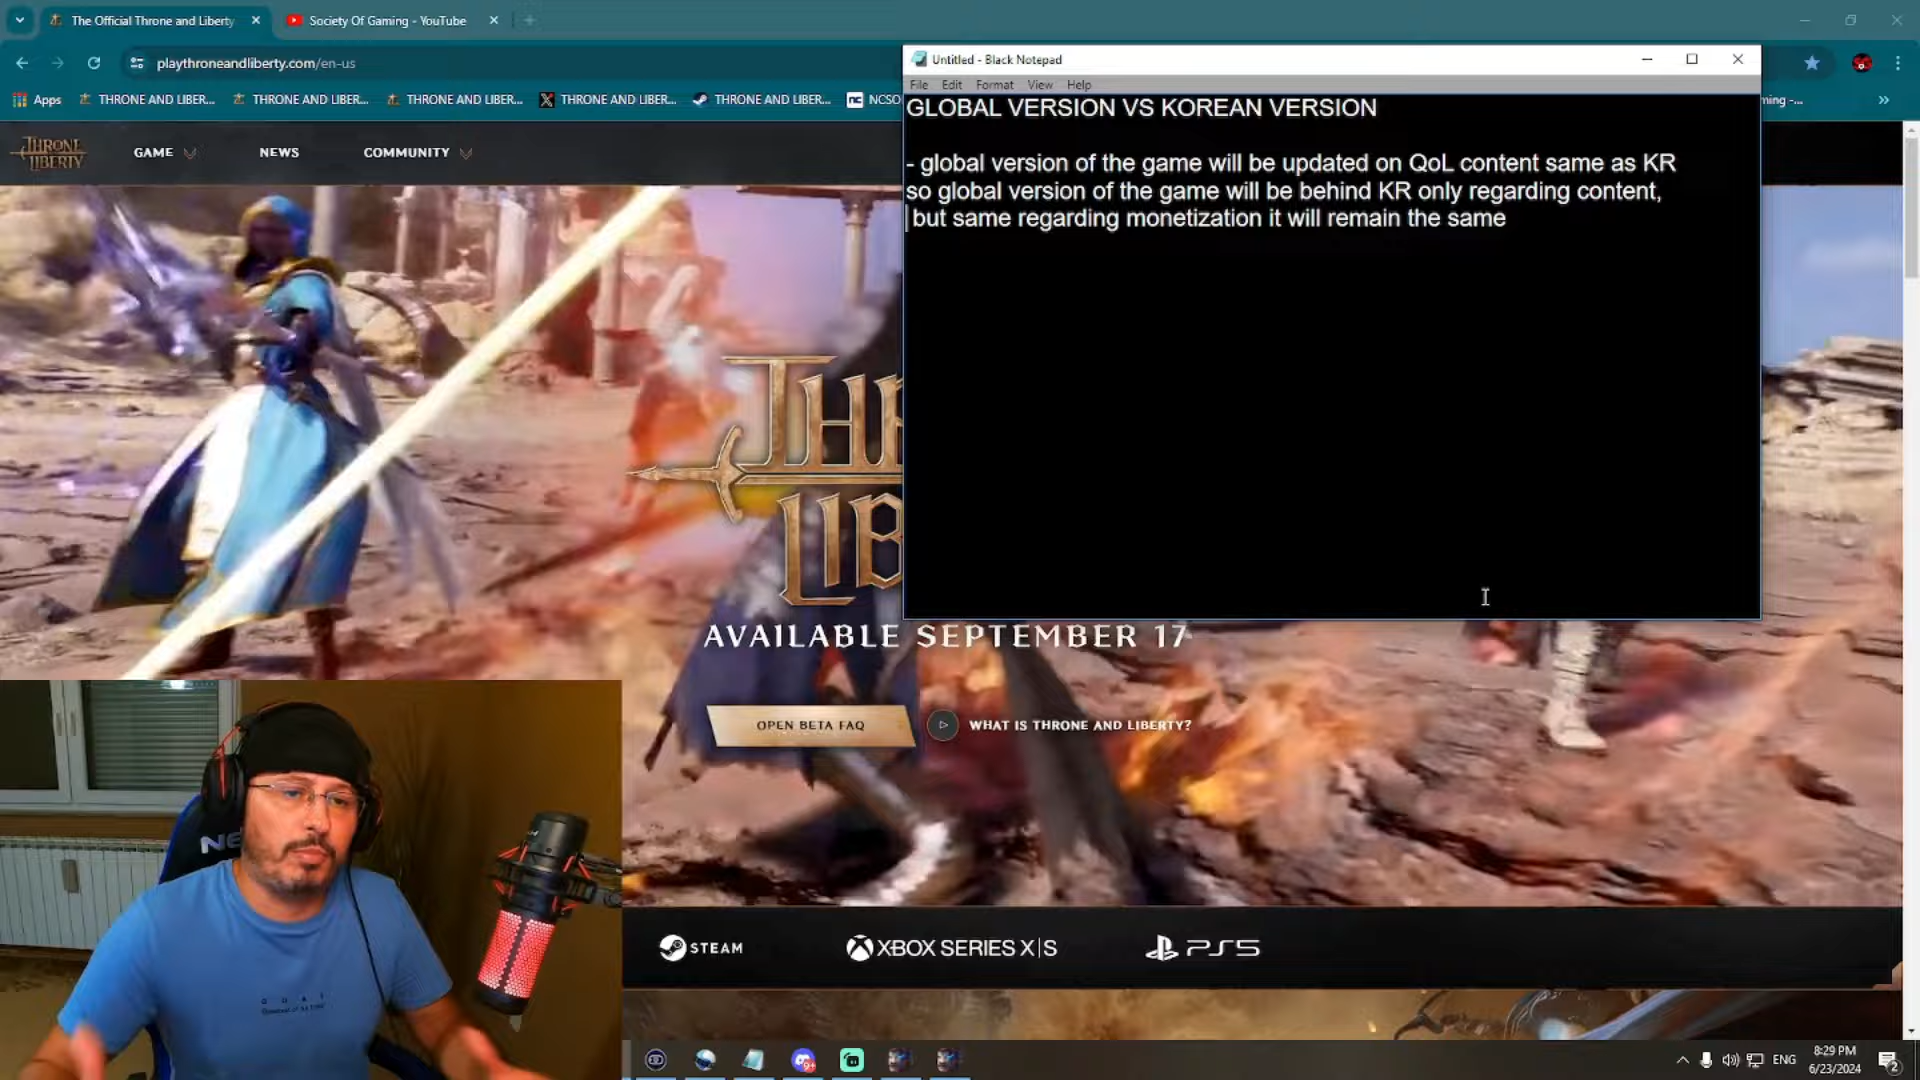 The Official Throne and Liberty
Society Of Gaming - YouTube
playthroneandliberty.com/en-us
Apps
THRONE AND LIBER...
THRONE AND LIBER...
THRONE AND LIBER...
THRONE AND LIBER...
THRONE AND LIBER...
NCSO
ming -...
Untitled - Black Notepad
File Edit Format View Help
GLOBAL VERSION VS KOREAN VERSION
- global version of the game will be updated on QoL content same as KR
so global version of the game will be behind KR only regarding content,
but same regarding monetization it will remain the same
THRONE
LIBERTY
GAME
NEWS
COMMUNITY
AVAILABLE SEPTEMBER 17
OPEN BETA FAQ
WHAT IS THRONE AND LIBERTY?
STEAM
XBOX SERIES X|S
PS5
GOAT
ENG
8:29 PM
6/23/2024
2